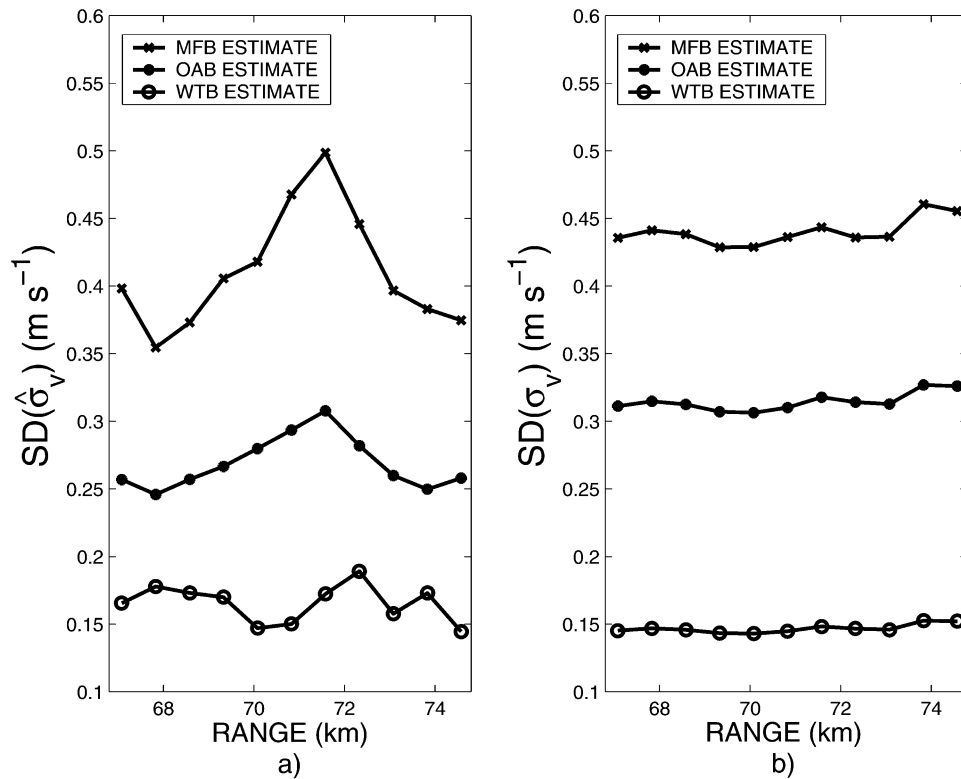 0.6
0.55
0.5
0.45
0.4
0.35
0.3
0.25
0.2
0.15
0.1
SD(σ̂ᵥ) (m s⁻¹)
MFB ESTIMATE
OAB ESTIMATE
WTB ESTIMATE
68 70 72 74
RANGE (km)
a)
0.6
0.55
0.5
0.45
0.4
0.35
0.3
0.25
0.2
0.15
0.1
SD(σᵥ) (m s⁻¹)
MFB ESTIMATE
OAB ESTIMATE
WTB ESTIMATE
68 70 72 74
RANGE (km)
b)